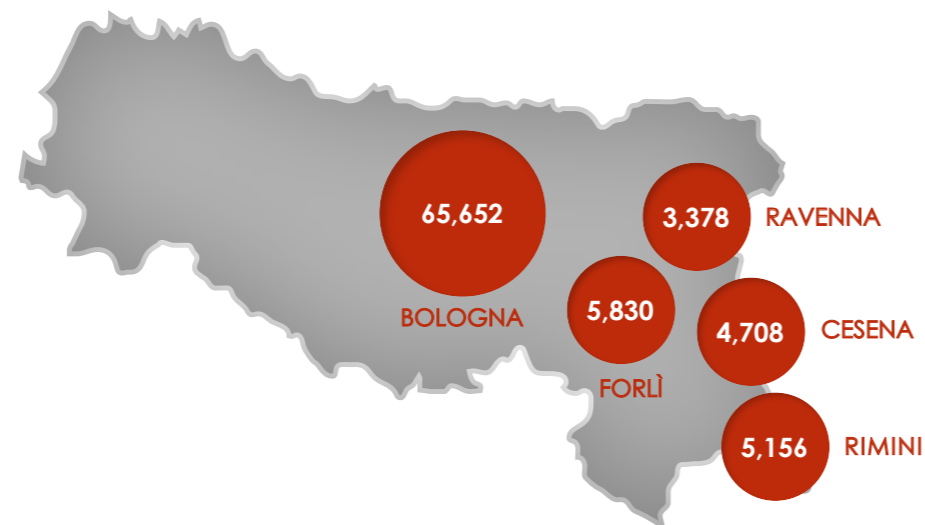 65,652
BOLOGNA
3,378
RAVENNA
5,830
FORLÌ
4,708
CESENA
5,156
RIMINI